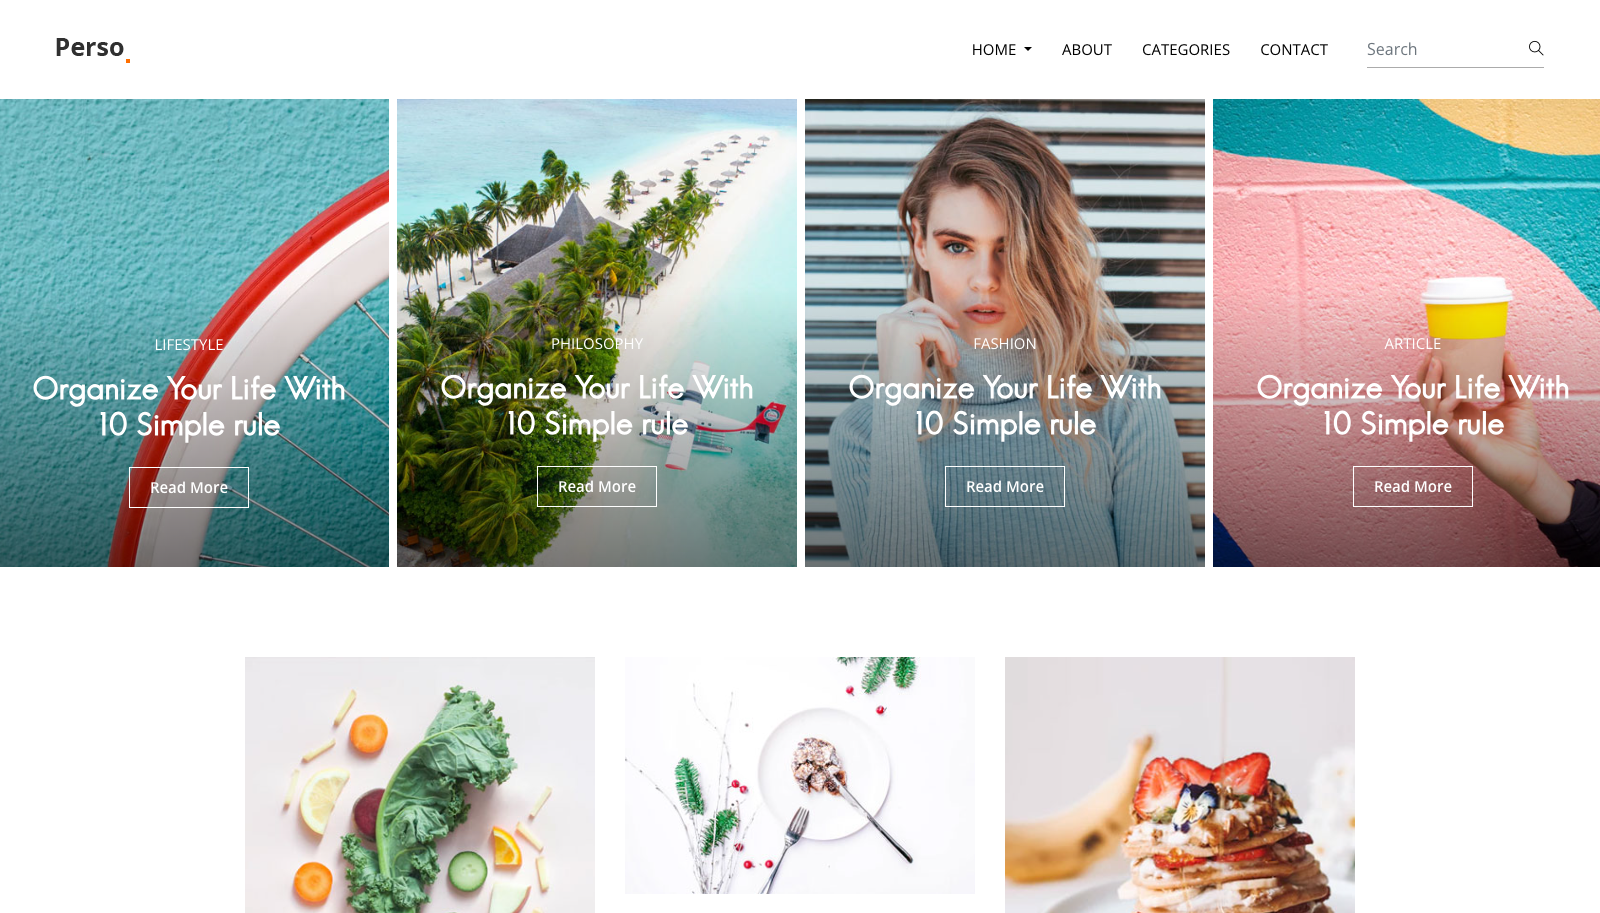 Perso.
HOME
ABOUT
CATEGORIES
CONTACT
Search
LIFESTYLE
Organize Your Life With
10 Simple rule
Read More
PHILOSOPHY
Organize Your Life With
10 Simple rule
Read More
FASHION
Organize Your Life With
10 Simple rule
Read More
ARTICLE
Organize Your Life With
10 Simple rule
Read More